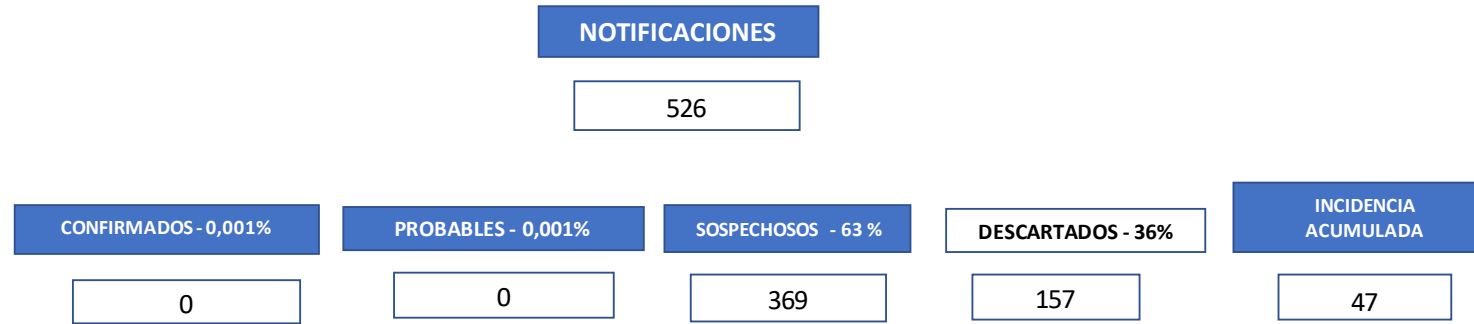 NOTIFICACIONES
526
CONFIRMADOS - 0,001%
PROBABLES - 0,001%
SOSPECHOSOS - 63 %
DESCARTADOS - 36%
INCIDENCIA
ACUMULADA
0
0
369
157
47